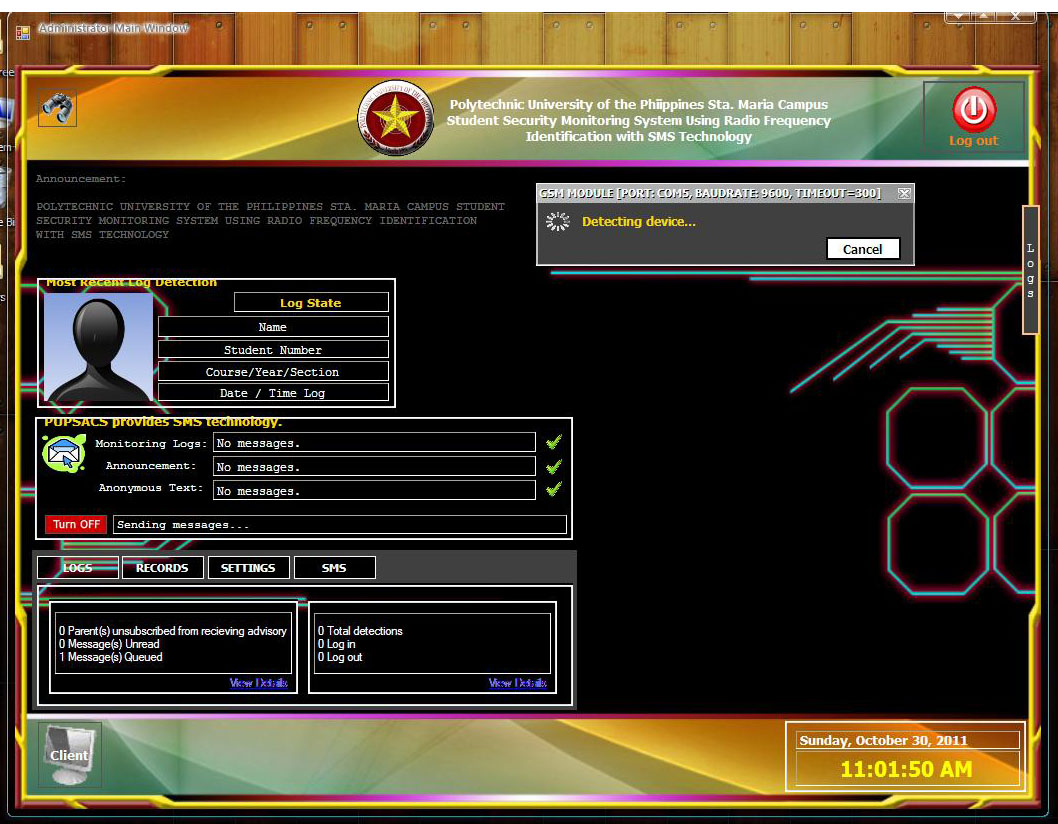 Administrator Main Window
Polytechnic University of the Phiippines Sta. Maria Campus
Student Security Monitoring System Using Radio Frequency
Identification with SMS Technology
Log out
Announcement:
POLYTECHNIC UNIVERSITY OF THE PHILIPPINES STA. MARIA CAMPUS STUDENT
SECURITY MONITORING SYSTEM USING RADIO FREQUENCY IDENTIFICATION
WITH SMS TECHNOLOGY
GSM MODULE [PORT: COM5, BAUDRATE: 9600, TIMEOUT=300]
Detecting device...
Cancel
Logs
Most Recent Log Detection
Log State
Name
Student Number
Course/Year/Section
Date / Time Log
PUPSACS provides SMS technology.
Monitoring Logs: No messages.
Announcement: No messages.
Anonymous Text: No messages.
Turn OFF Sending messages...
LOGS RECORDS SETTINGS SMS
0 Parent(s) unsubscribed from recieving advisory
0 Message(s) Unread
1 Message(s) Queued
View Details
0 Total detections
0 Log in
0 Log out
View Details
Client
Sunday, October 30, 2011
11:01:50 AM